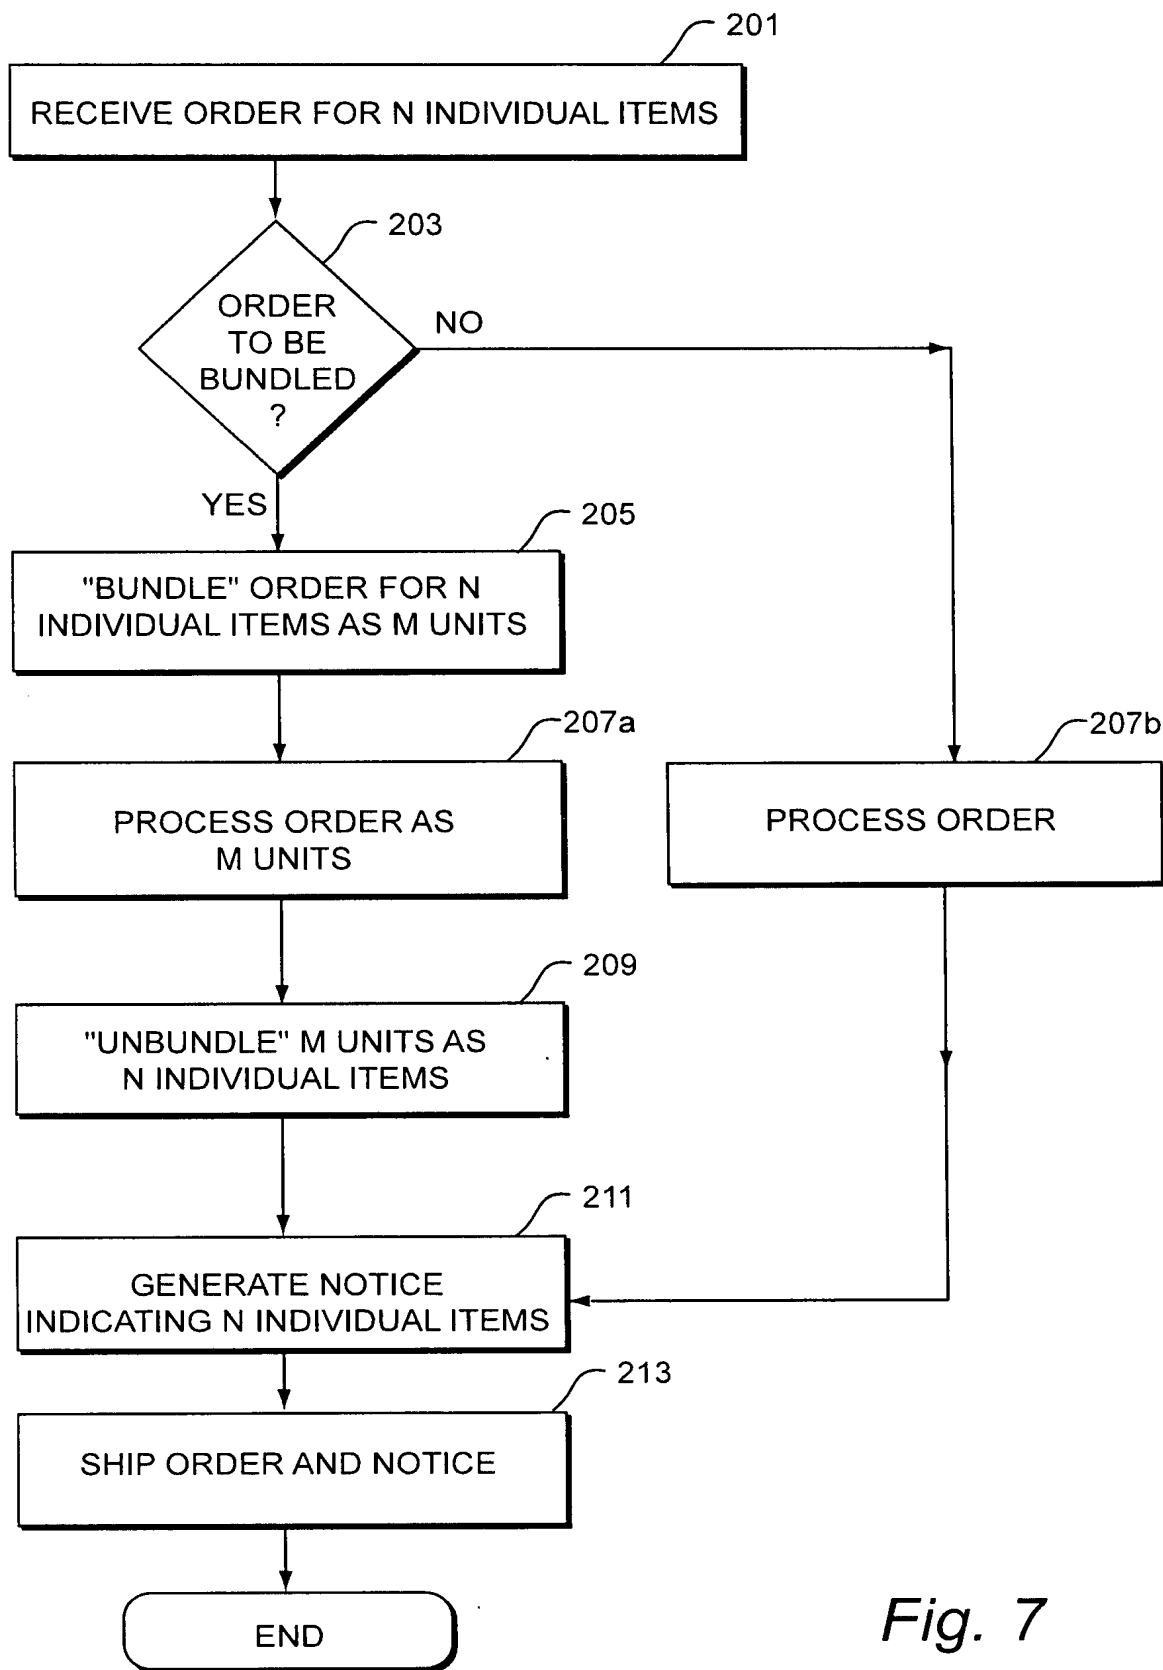 201
RECEIVE ORDER FOR N INDIVIDUAL ITEMS
203
ORDER
TO BE
BUNDLED
?
NO
YES
205
"BUNDLE" ORDER FOR N
INDIVIDUAL ITEMS AS M UNITS
207a
PROCESS ORDER AS
M UNITS
207b
PROCESS ORDER
209
"UNBUNDLE" M UNITS AS
N INDIVIDUAL ITEMS
211
GENERATE NOTICE
INDICATING N INDIVIDUAL ITEMS
213
SHIP ORDER AND NOTICE
END
Fig. 7